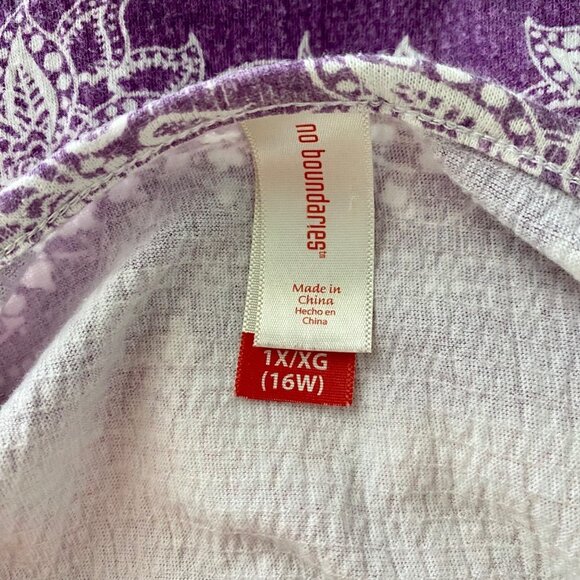 no boundaries™
Made in
China
Hecho en
China
1X/XG
(16W)